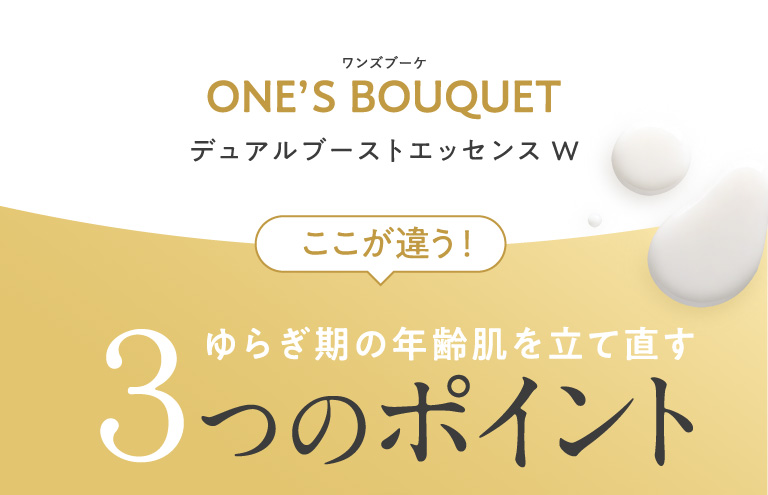 ワンズブーケ
ONE'S BOUQUET
デュアルブーストエッセンス W
ここが違う!
ゆらぎ期の年齢肌を立て直す
3つのポイント